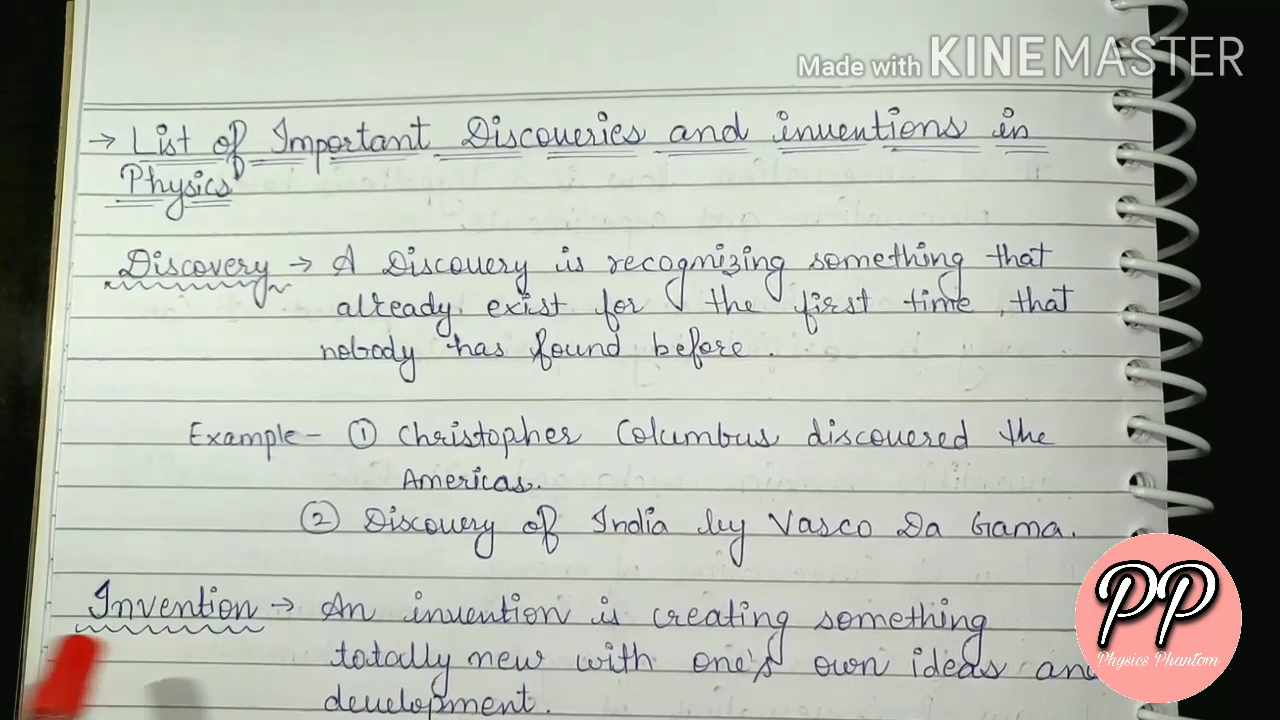 Made with KINEMASTER
→ List of Important Discoveries and inventions in
Physics
Discovery → A Discovery is recognizing something that
already exist for the first time, that
nobody has found before.
Example - ① Christopher Columbus discovered the
Americas.
② Discovery of India by Vasco Da Gama.
Invention → An invention is creating something
totally new with one's own ideas and
development.
PP
Physics Phantom